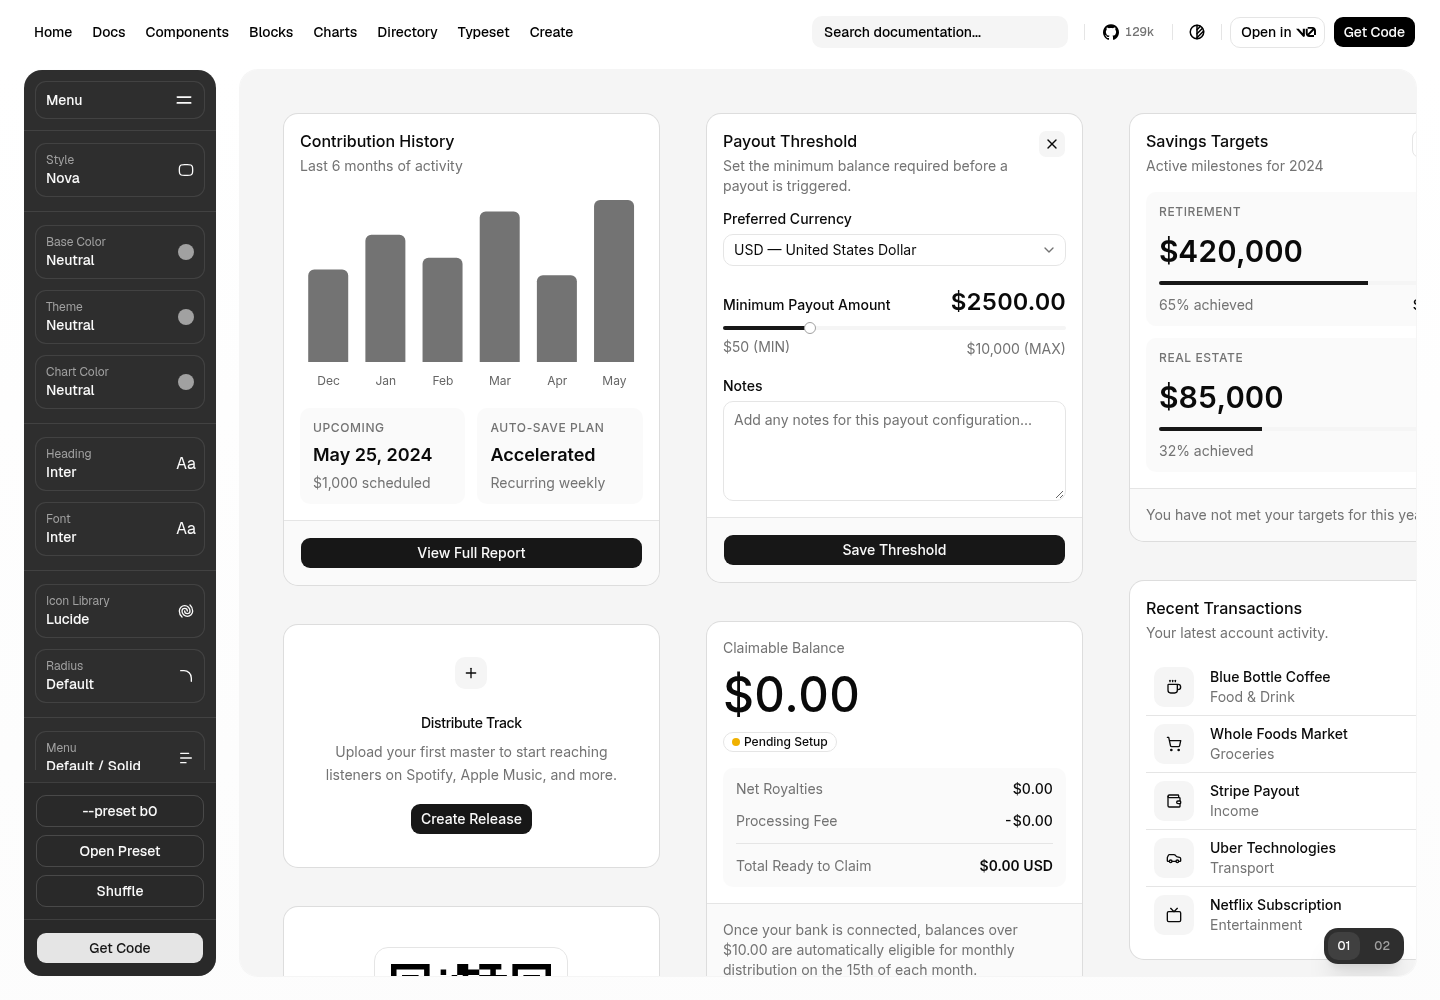 Home Docs Components Blocks Charts Directory Typeset Create
Search documentation...
129k
Open in v0
Get Code
Menu
Style
Nova
Base Color
Neutral
Theme
Neutral
Chart Color
Neutral
Heading
Inter
Aa
Font
Inter
Aa
Icon Library
Lucide
Radius
Default
Menu
Default / Solid
--preset b0
Open Preset
Shuffle
Get Code
Contribution History
Last 6 months of activity
Dec Jan Feb Mar Apr May
UPCOMING
May 25, 2024
$1,000 scheduled
AUTO-SAVE PLAN
Accelerated
Recurring weekly
View Full Report
Distribute Track
Upload your first master to start reaching
listeners on Spotify, Apple Music, and more.
Create Release
Payout Threshold
Set the minimum balance required before a
payout is triggered.
Preferred Currency
USD — United States Dollar
Minimum Payout Amount
$2500.00
$50 (MIN)
$10,000 (MAX)
Notes
Add any notes for this payout configuration...
Save Threshold
Claimable Balance
$0.00
Pending Setup
Net Royalties
$0.00
Processing Fee
-$0.00
Total Ready to Claim
$0.00 USD
Once your bank is connected, balances over
$10.00 are automatically eligible for monthly
distribution on the 15th of each month.
Savings Targets
Active milestones for 2024
RETIREMENT
$420,000
65% achieved
REAL ESTATE
$85,000
32% achieved
You have not met your targets for this
Recent Transactions
Your latest account activity.
Blue Bottle Coffee
Food & Drink
Whole Foods Market
Groceries
Stripe Payout
Income
Uber Technologies
Transport
Netflix Subscription
Entertainment
01 02